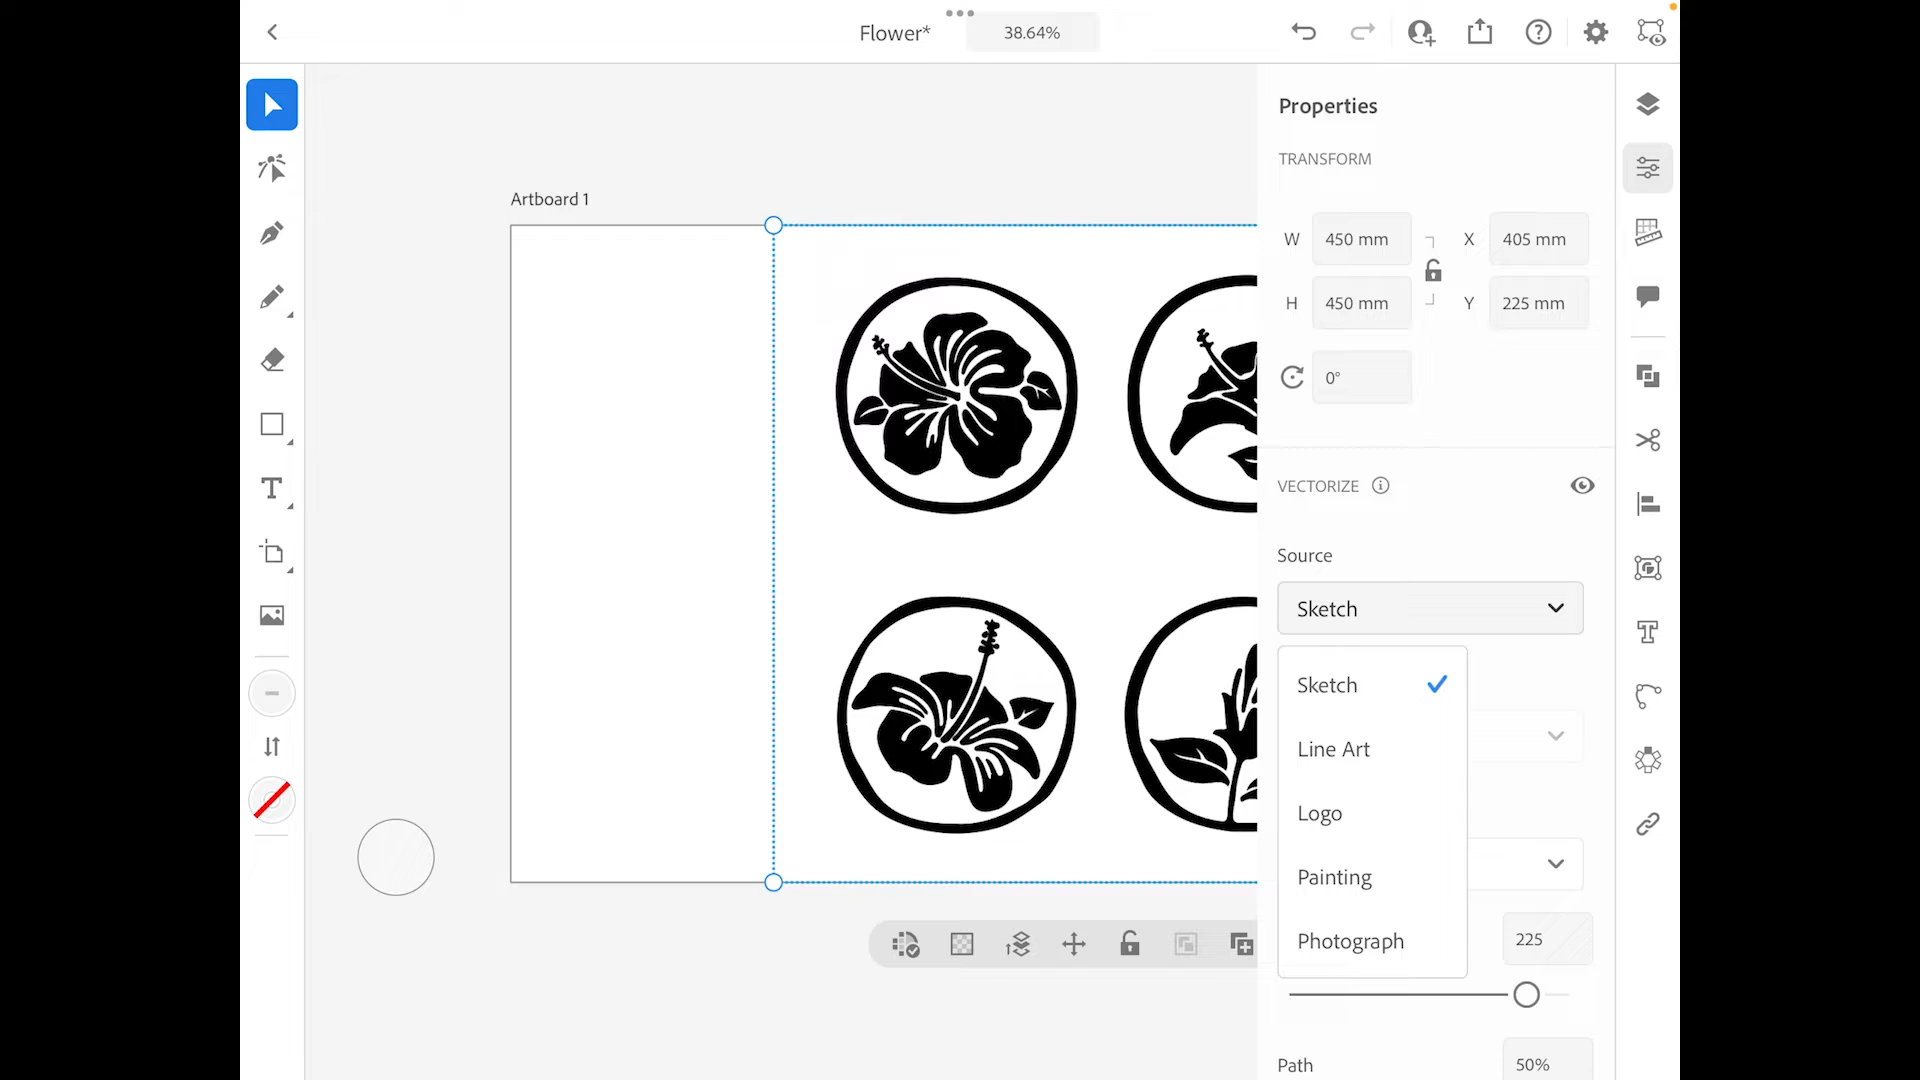 Flower*
38.64%
Artboard 1
Properties
TRANSFORM
W 450 mm X 405 mm
H 450 mm Y 225 mm
0°
VECTORIZE
Source
Sketch
Sketch
Line Art
Logo
Painting
Photograph
225
Path 50%